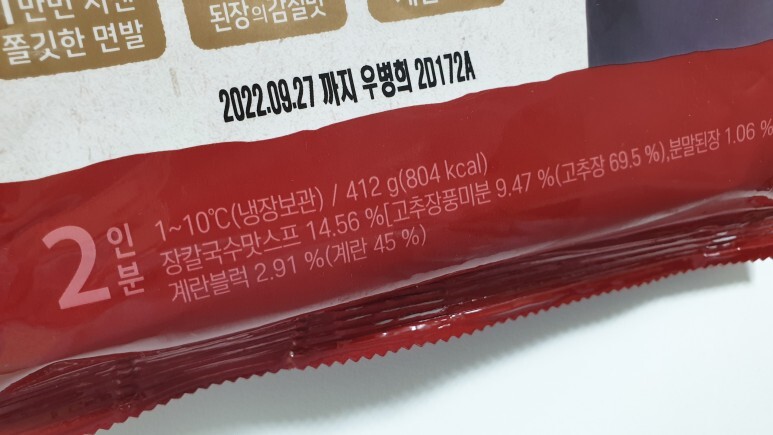 쫄깃한 면발
된장의감칠맛
2022.09.27 까지 우병희 2D172A
2인분
1~10℃(냉장보관) / 412 g(804 kcal)
장칼국수맛스프 14.56 %[고추장풍미분 9.47 %(고추장 69.5 %),분말된장 1.06 %
계란블럭 2.91 %(계란 45 %)